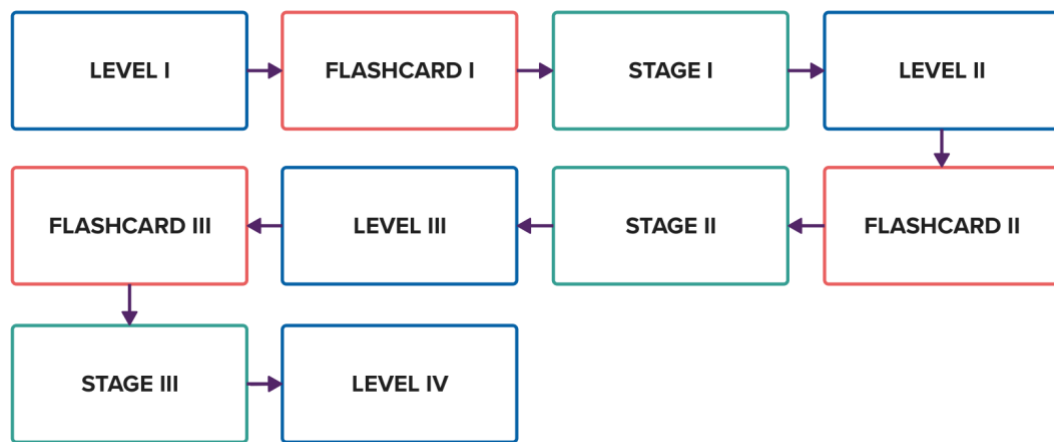 LEVEL I
FLASHCARD I
STAGE I
LEVEL II
FLASHCARD II
STAGE II
LEVEL III
FLASHCARD III
STAGE III
LEVEL IV